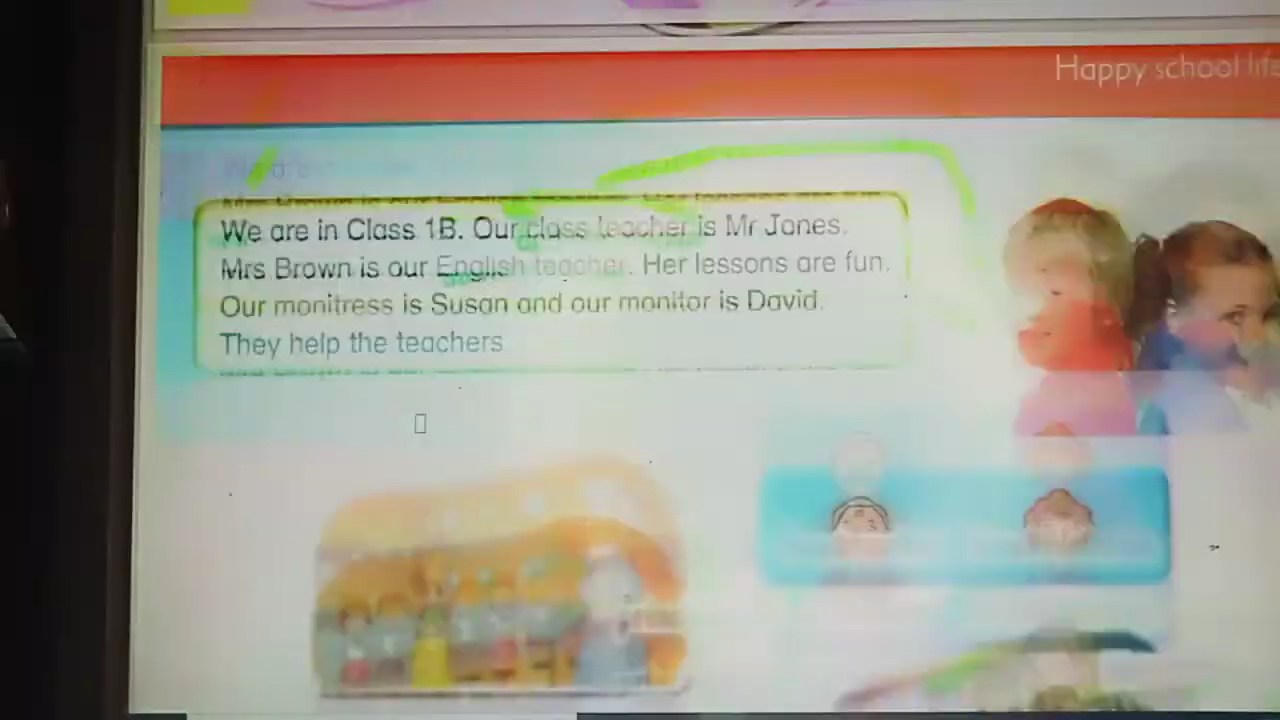 Happy school life
We are in Class 1B. Our class teacher is Mr Jones.
Mrs Brown is our English teacher. Her lessons are fun.
Our monitress is Susan and our monitor is David.
They help the teachers